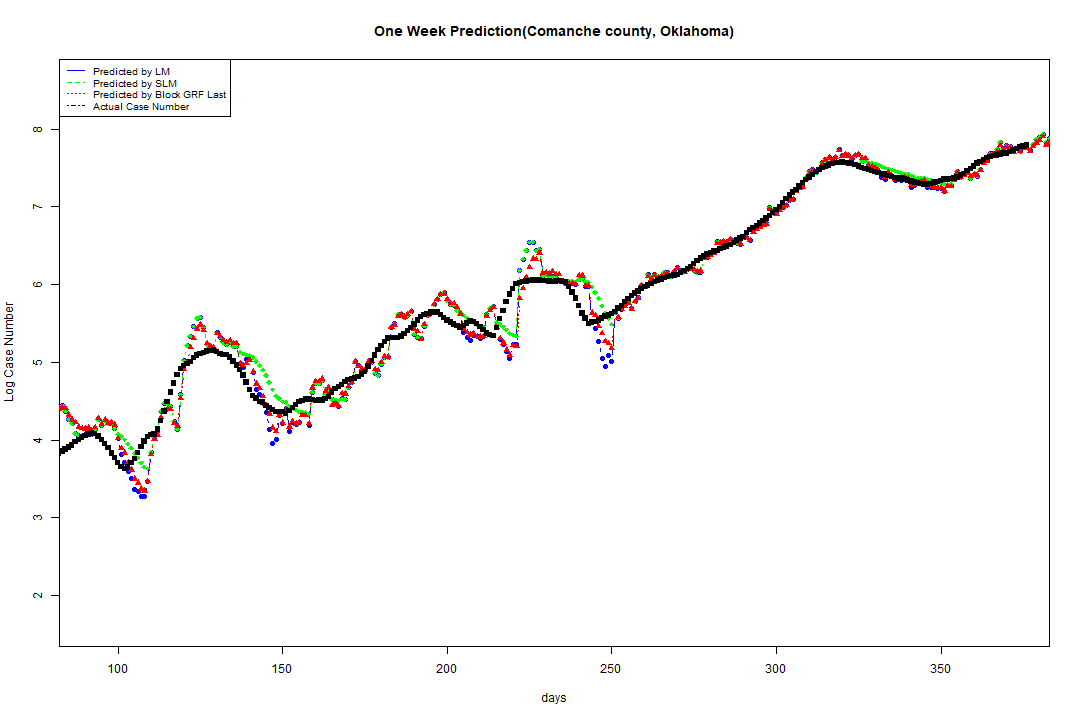 One Week Prediction(Comanche county, Oklahoma)
Predicted by LM
Predicted by SLM
Predicted by Block GRF Last
Actual Case Number
8
7
6
5
4
3
2
Log Case Number
100 150 200 250 300 350
days